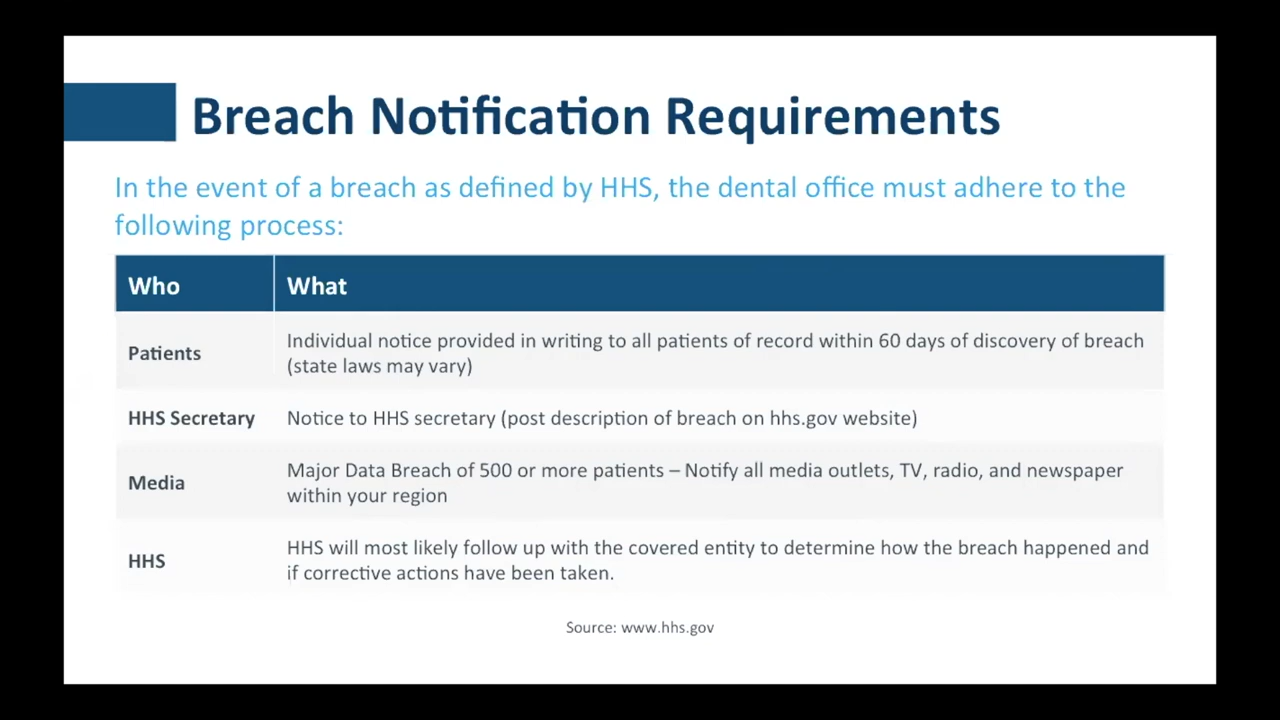 Breach Notification Requirements
In the event of a breach as defined by HHS, the dental office must adhere to the
following process:
Who
What
Patients
Individual notice provided in writing to all patients of record within 60 days of discovery of breach
(state laws may vary)
HHS Secretary
Notice to HHS secretary (post description of breach on hhs.gov website)
Media
Major Data Breach of 500 or more patients – Notify all media outlets, TV, radio, and newspaper
within your region
HHS
HHS will most likely follow up with the covered entity to determine how the breach happened and
if corrective actions have been taken.
Source: www.hhs.gov